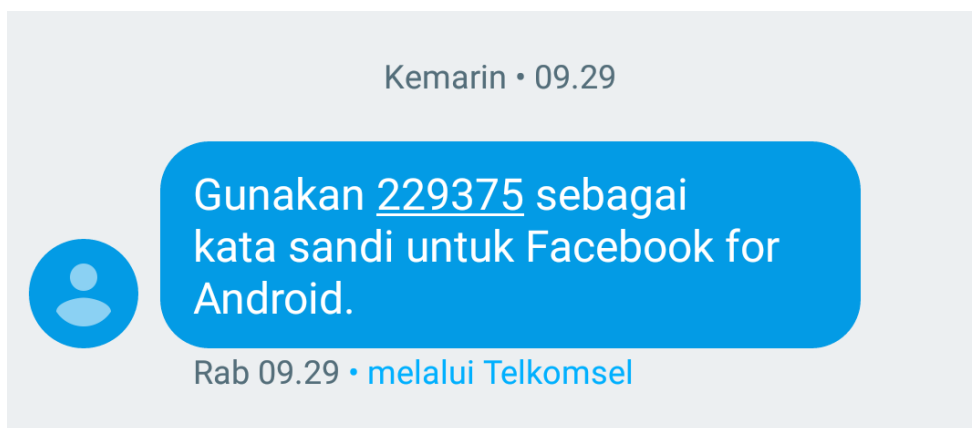 Kemarin • 09.29
Gunakan 229375 sebagai
kata sandi untuk Facebook for
Android.
Rab 09.29 • melalui Telkomsel